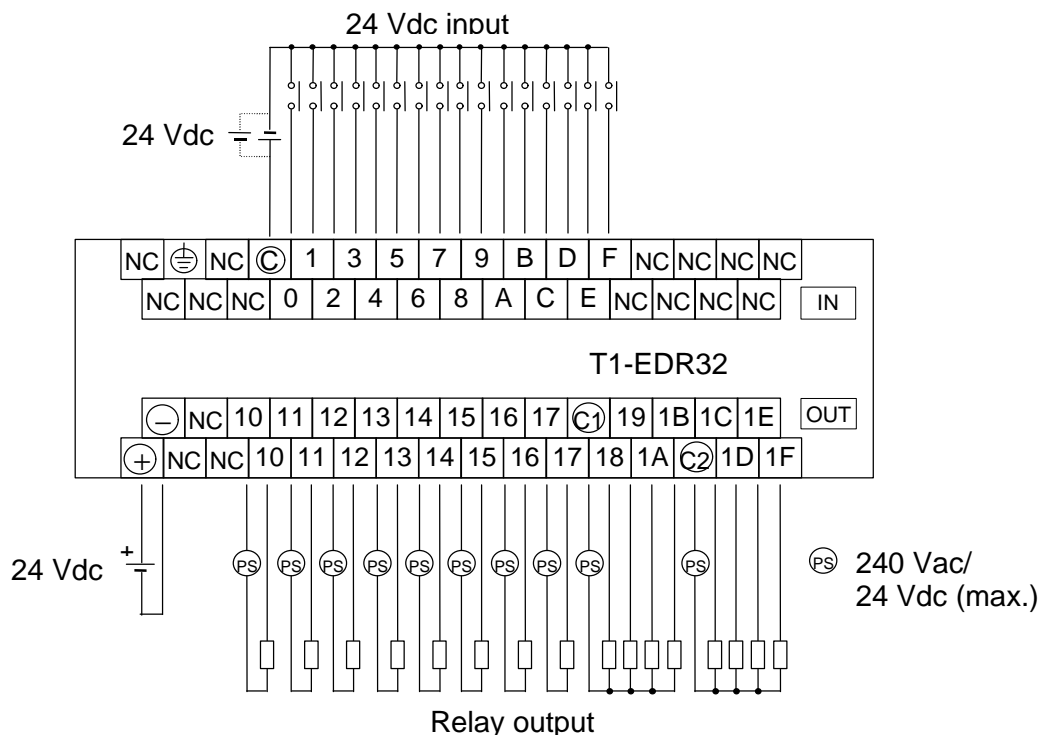 24 Vdc input
24 Vdc
NC NC C 1 3 5 7 9 B D F NC NC NC NC
NC NC NC 0 2 4 6 8 A C E NC NC NC NC IN
T1-EDR32
− NC 10 11 12 13 14 15 16 17 C1 19 1B 1C 1E OUT
+ NC NC 10 11 12 13 14 15 16 17 18 1A C2 1D 1F
24 Vdc + PS PS PS PS PS PS PS PS PS PS PS 240 Vac/
24 Vdc (max.)
Relay output